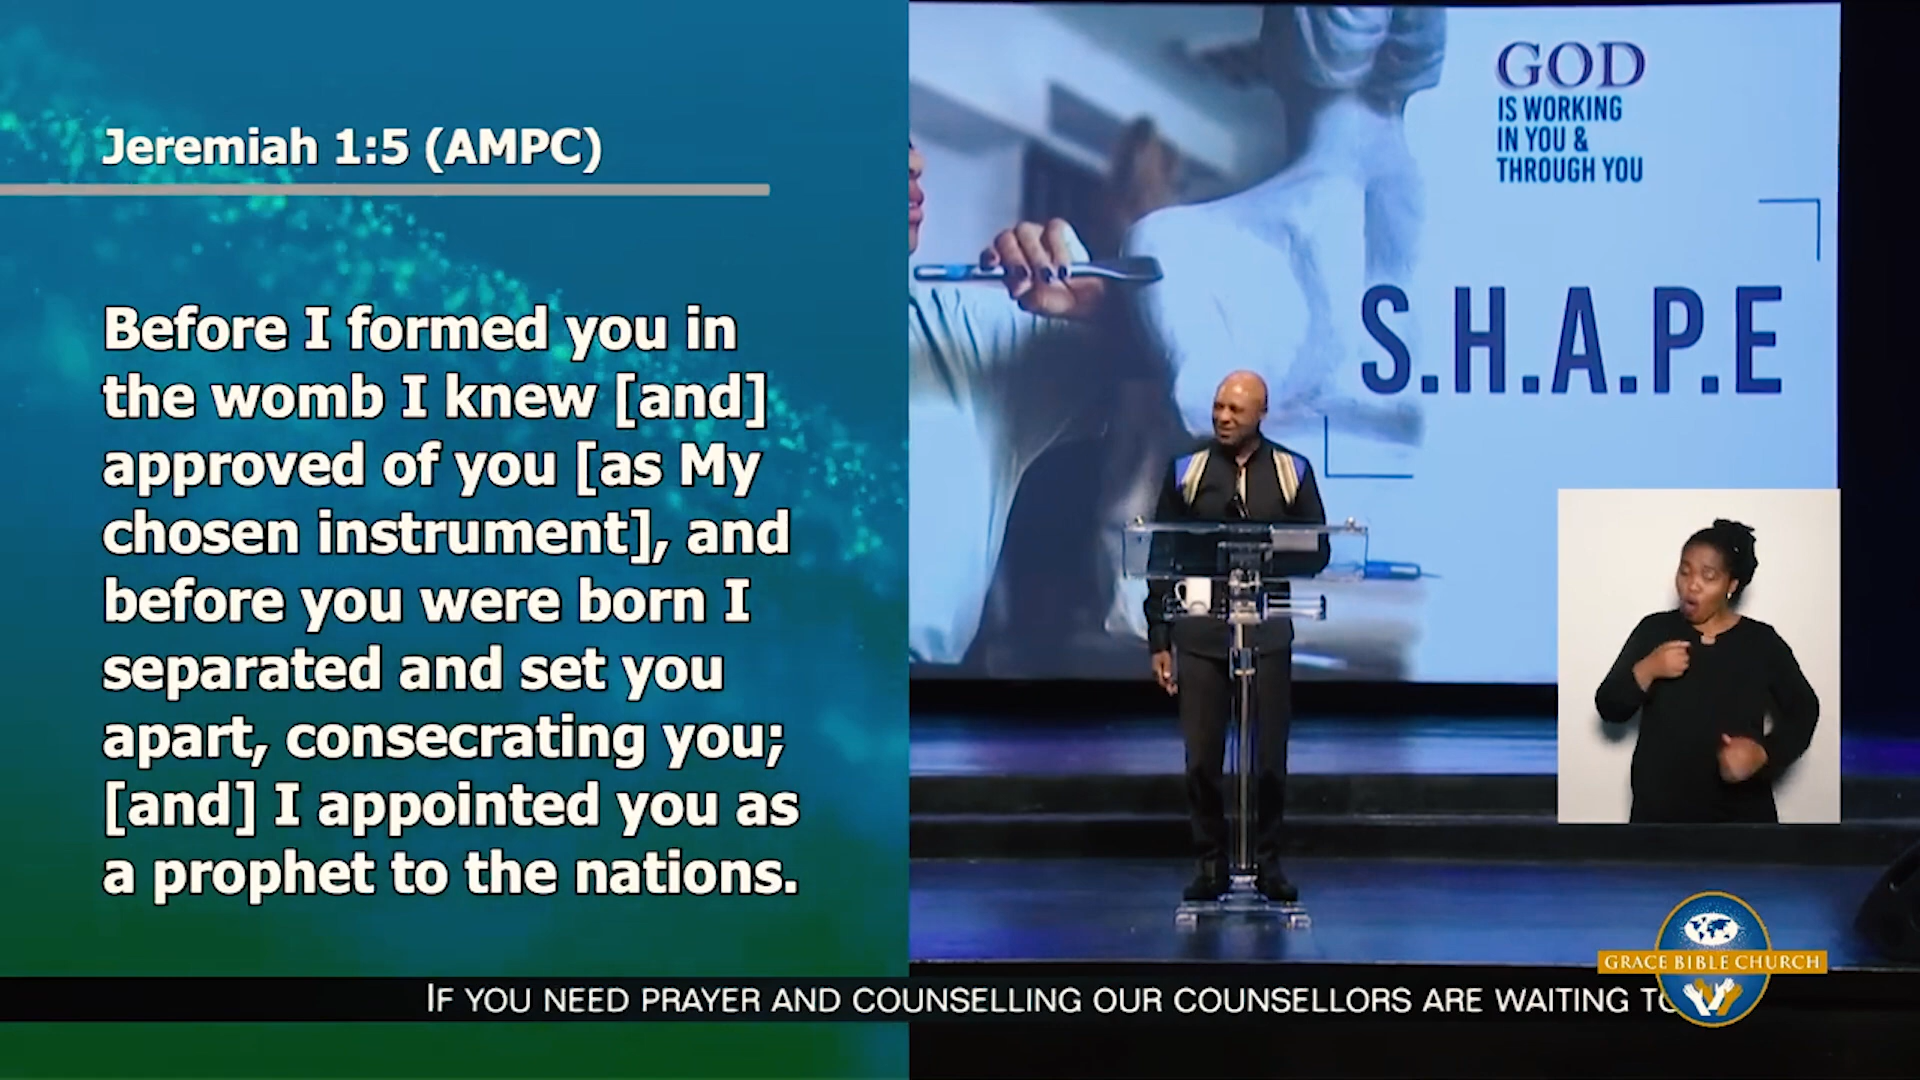 Jeremiah 1:5 (AMPC)
Before I formed you in
the womb I knew [and]
approved of you [as My
chosen instrument], and
before you were born I
separated and set you
apart, consecrating you;
[and] I appointed you as
a prophet to the nations.
GOD
IS WORKING
IN YOU &
THROUGH YOU
S.H.A.P.E
GRACE BIBLE CHURCH
IF YOU NEED PRAYER AND COUNSELLING OUR COUNSELLORS ARE WAITING TO